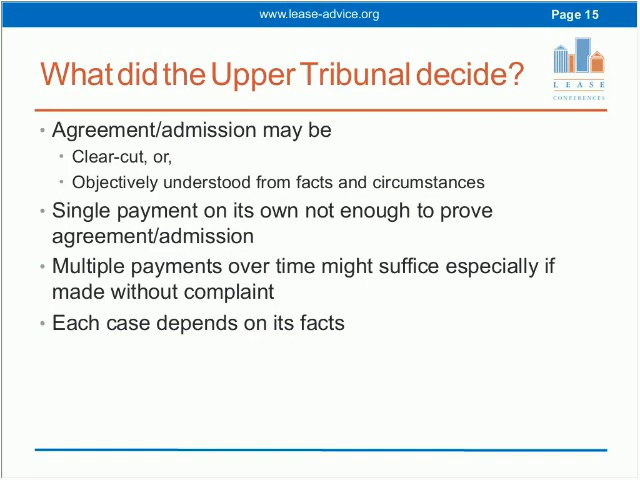 www.lease-advice.org
Page 15
What did the Upper Tribunal decide?
LEASE
CONFERENCES
• Agreement/admission may be
• Clear-cut, or,
• Objectively understood from facts and circumstances
• Single payment on its own not enough to prove
agreement/admission
• Multiple payments over time might suffice especially if
made without complaint
• Each case depends on its facts